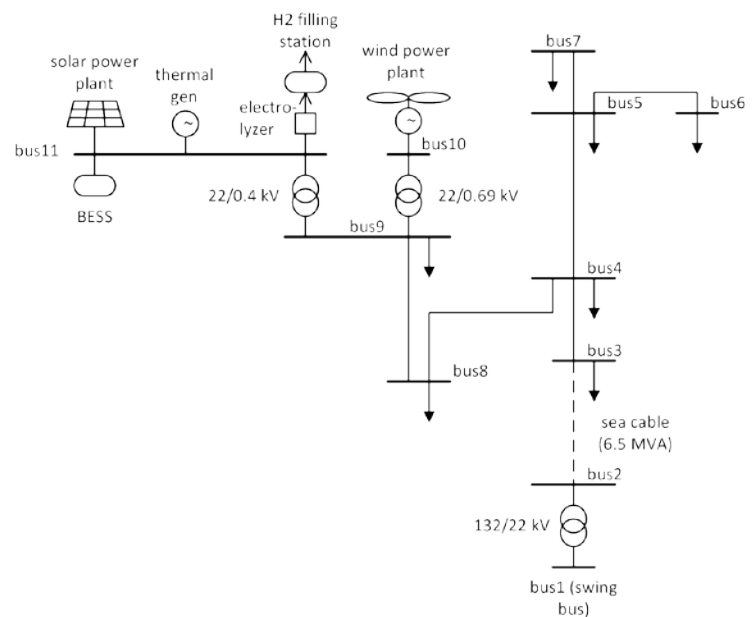 H2 filling
station
solar power
plant
thermal
gen
electro-
lyzer
wind power
plant
~
~
bus11
BESS
22/0.4 kV
bus10
22/0.69 kV
bus9
bus7
bus5
bus6
bus4
bus8
bus3
sea cable
(6.5 MVA)
bus2
132/22 kV
bus1 (swing
bus)